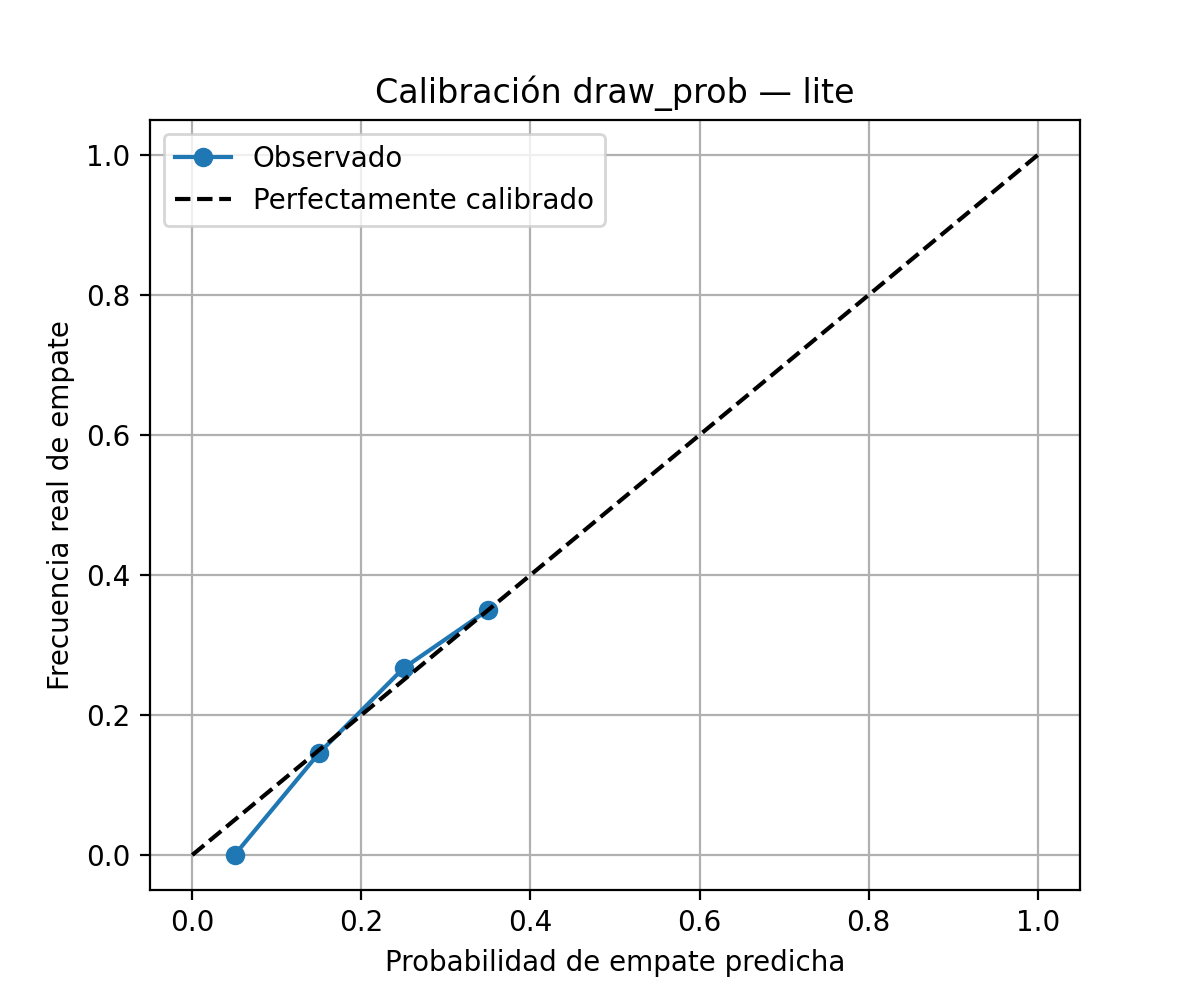 Calibración draw_prob — lite
Observado
Perfectamente calibrado
1.0
0.8
0.6
0.4
0.2
0.0
Frecuencia real de empate
0.0 0.2 0.4 0.6 0.8 1.0
Probabilidad de empate predicha